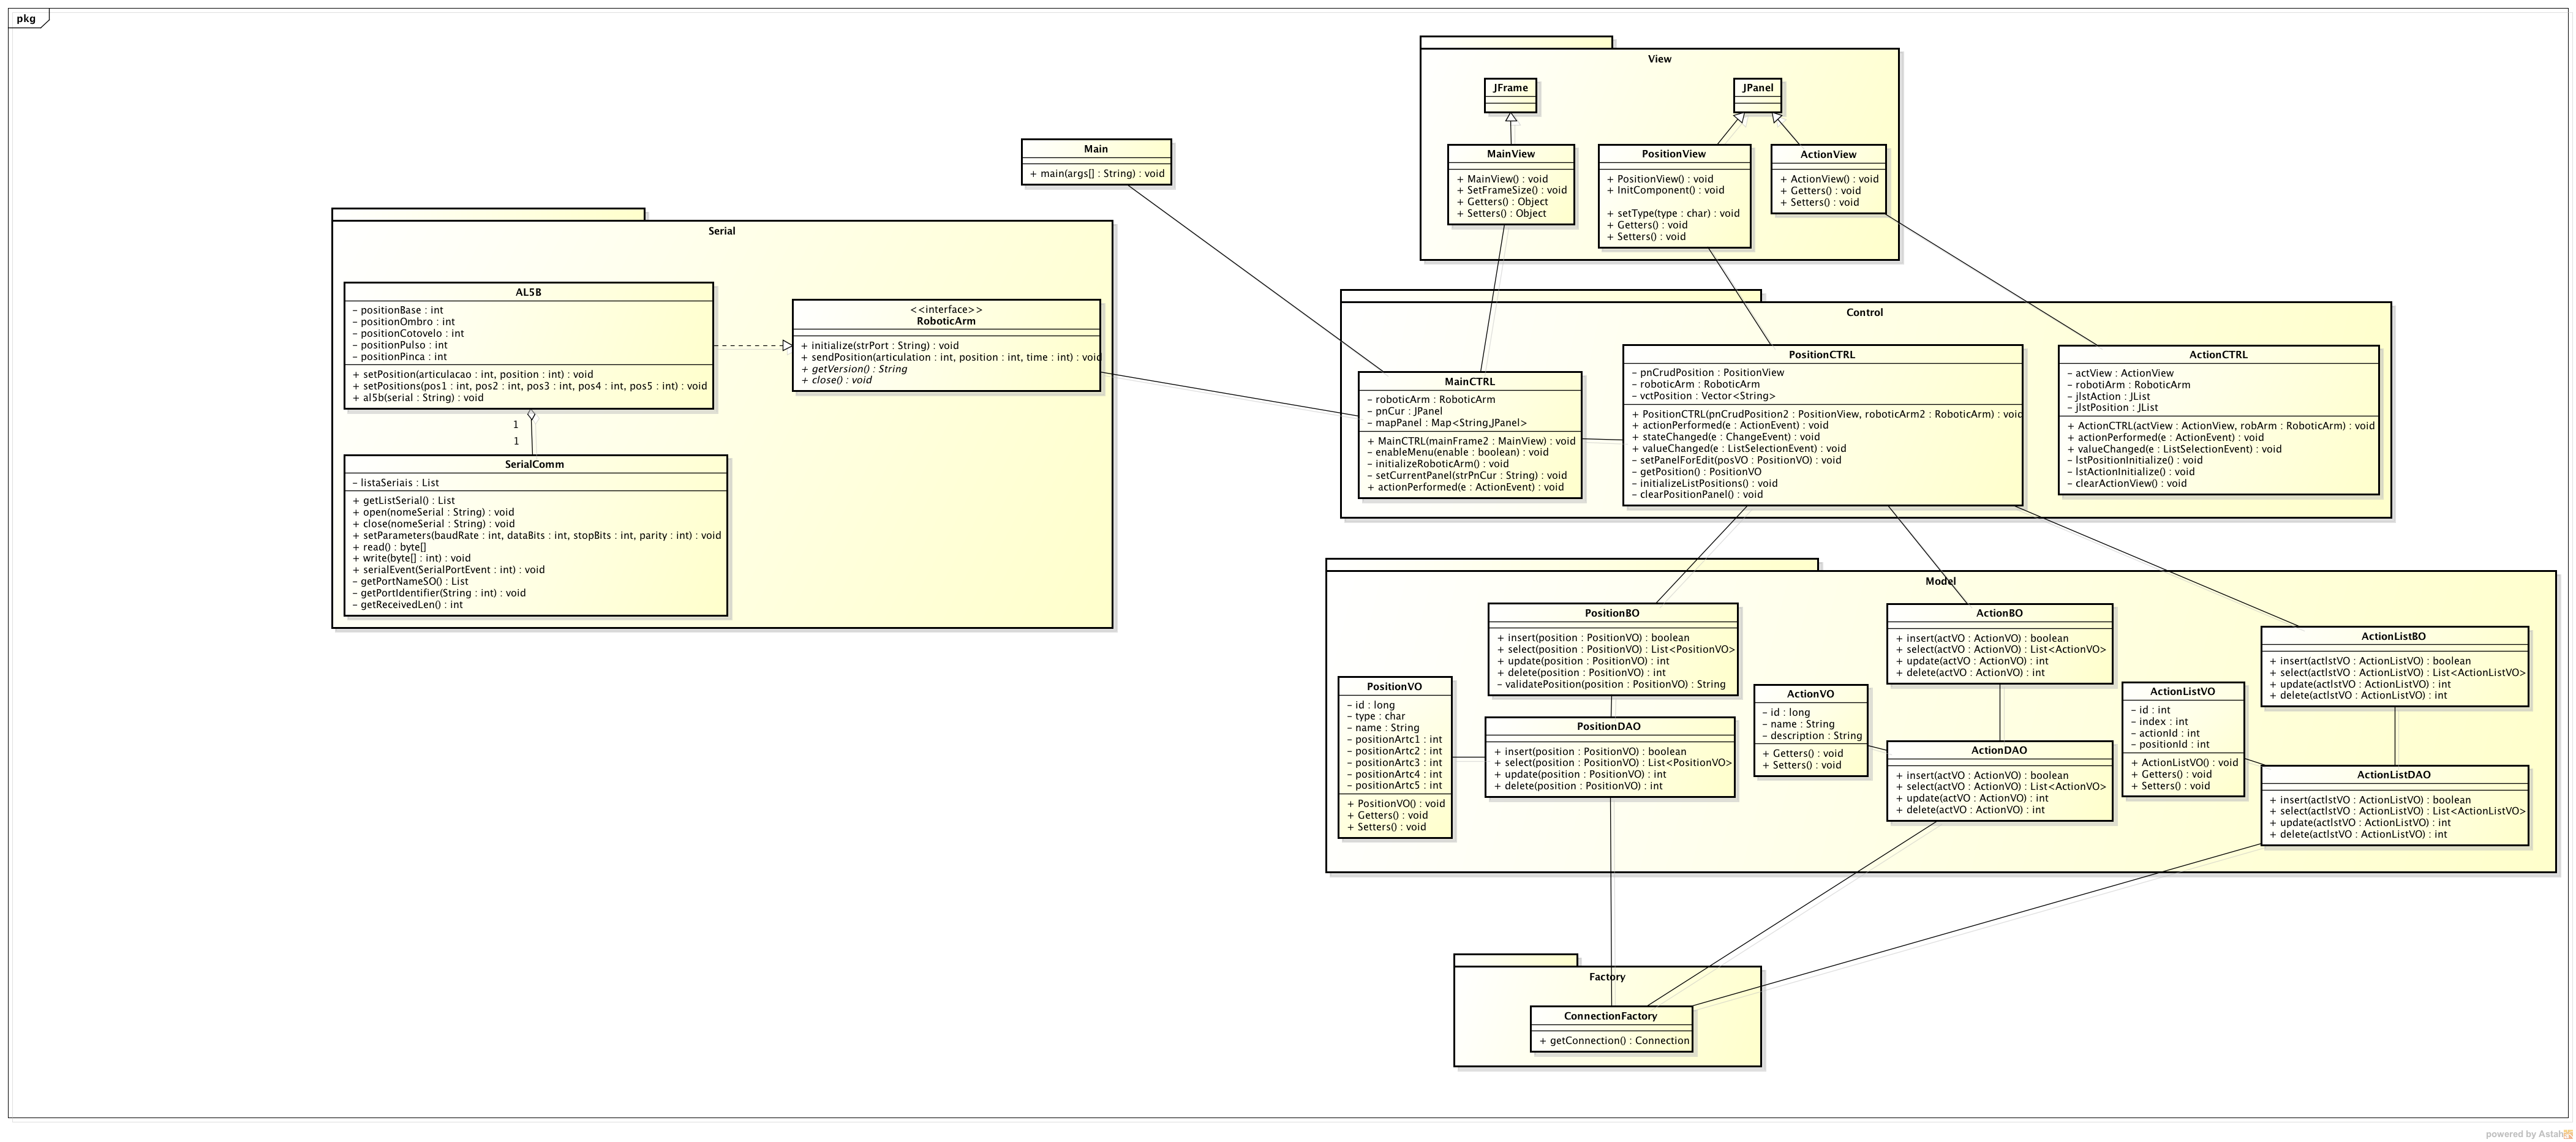 pkg
View
JFrame
JPanel
MainView
+ MainView() : void
+ SetFrameSize() : void
+ Getters() : Object
+ Setters() : Object
PositionView
+ PositionView() : void
+ InitComponent() : void
+ setType(type : char) : void
+ Getters() : void
+ Setters() : void
ActionView
+ ActionView() : void
+ Getters() : void
+ Setters() : void
Main
+ main(args[] : String) : void
Serial
AL5B
– positionBase : int
– positionOmbro : int
– positionCotovelo : int
– positionPulso : int
– positionPinca : int
+ setPosition(articulacao : int, position : int) : void
+ setPositions(pos1 : int, pos2 : int, pos3 : int, pos4 : int, pos5 : int) : void
+ al5b(serial : String) : void
<<interface>>
RoboticArm
+ initialize(strPort : String) : void
+ sendPosition(articulation : int, position : int, time : int) : void
+ getVersion() : String
+ close() : void
1
1
SerialComm
– listaSeriais : List
+ getListSerial() : List
+ open(nomeSerial : String) : void
+ close(nomeSerial : String) : void
+ setParameters(baudRate : int, dataBits : int, stopBits : int, parity : int) : void
+ read() : byte[]
+ write(byte[] : int) : void
+ serialEvent(SerialPortEvent : int) : void
– getPortNameSO() : List
– getPortIdentifier(String : int) : void
– getReceivedLen() : int
Control
MainCTRL
– roboticArm : RoboticArm
– pnCur : JPanel
– mapPanel : Map<String,JPanel>
+ MainCTRL(mainFrame2 : MainView) : void
– enableMenu(enable : boolean) : void
– initializeRoboticArm() : void
– setCurrentPanel(strPnCur : String) : void
+ actionPerformed(e : ActionEvent) : void
PositionCTRL
– pnCrudPosition : PositionView
– roboticArm : RoboticArm
– vctPosition : Vector<String>
+ PositionCTRL(pnCrudPosition2 : PositionView, roboticArm2 : RoboticArm) : void
+ actionPerformed(e : ActionEvent) : void
+ stateChanged(e : ChangeEvent) : void
+ valueChanged(e : ListSelectionEvent) : void
– setPanelForEdit(posVO : PositionVO) : void
– getPosition() : PositionVO
– initializeListPositions() : void
– clearPositionPanel() : void
ActionCTRL
– actView : ActionView
– robotiArm : RoboticArm
– jlstAction : JList
– jlstPosition : JList
+ ActionCTRL(actView : ActionView, robArm : RoboticArm) : void
+ actionPerformed(e : ActionEvent) : void
+ valueChanged(e : ListSelectionEvent) : void
– lstPositionInitialize() : void
– lstActionInitialize() : void
– clearActionView() : void
Model
PositionVO
– id : long
– type : char
– name : String
– positionArtc1 : int
– positionArtc2 : int
– positionArtc3 : int
– positionArtc4 : int
– positionArtc5 : int
+ PositionVO() : void
+ Getters() : void
+ Setters() : void
PositionBO
+ insert(position : PositionVO) : boolean
+ select(position : PositionVO) : List<PositionVO>
+ update(position : PositionVO) : int
+ delete(position : PositionVO) : int
– validatePosition(position : PositionVO) : String
PositionDAO
+ insert(position : PositionVO) : boolean
+ select(position : PositionVO) : List<PositionVO>
+ update(position : PositionVO) : int
+ delete(position : PositionVO) : int
ActionVO
– id : long
– name : String
– description : String
+ Getters() : void
+ Setters() : void
ActionBO
+ insert(actVO : ActionVO) : boolean
+ select(actVO : ActionVO) : List<ActionVO>
+ update(actVO : ActionVO) : int
+ delete(actVO : ActionVO) : int
ActionDAO
+ insert(actVO : ActionVO) : boolean
+ select(actVO : ActionVO) : List<ActionVO>
+ update(actVO : ActionVO) : int
+ delete(actVO : ActionVO) : int
ActionListVO
– id : int
– index : int
– actionId : int
– positionId : int
+ ActionListVO() : void
+ Getters() : void
+ Setters() : void
ActionListBO
+ insert(actlstVO : ActionListVO) : boolean
+ select(actlstVO : ActionListVO) : List<ActionListVO>
+ update(actlstVO : ActionListVO) : int
+ delete(actlstVO : ActionListVO) : int
ActionListDAO
+ insert(actlstVO : ActionListVO) : boolean
+ select(actlstVO : ActionListVO) : List<ActionListVO>
+ update(actlstVO : ActionListVO) : int
+ delete(actlstVO : ActionListVO) : int
Factory
ConnectionFactory
+ getConnection() : Connection
powered by Astah